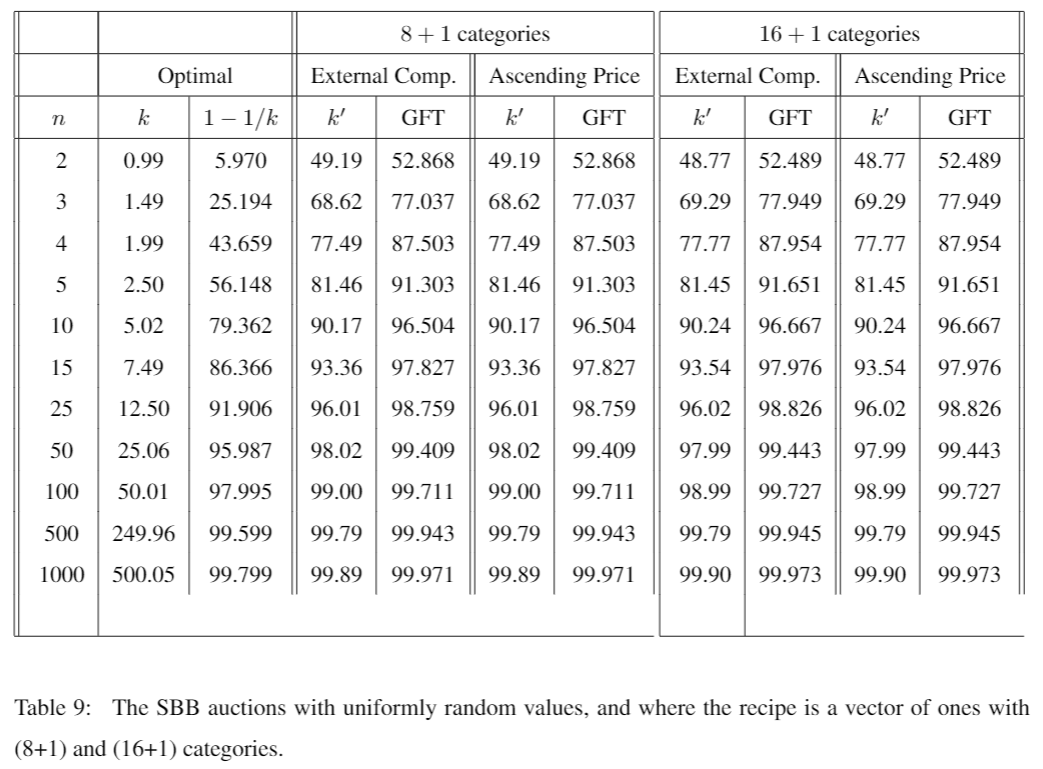 8 + 1 categories 16 + 1 categories
Optimal External Comp. Ascending Price External Comp. Ascending Price
n k 1 − 1/k k′ GFT k′ GFT k′ GFT k′ GFT
2 0.99 5.970 49.19 52.868 49.19 52.868 48.77 52.489 48.77 52.489
3 1.49 25.194 68.62 77.037 68.62 77.037 69.29 77.949 69.29 77.949
4 1.99 43.659 77.49 87.503 77.49 87.503 77.77 87.954 77.77 87.954
5 2.50 56.148 81.46 91.303 81.46 91.303 81.45 91.651 81.45 91.651
10 5.02 79.362 90.17 96.504 90.17 96.504 90.24 96.667 90.24 96.667
15 7.49 86.366 93.36 97.827 93.36 97.827 93.54 97.976 93.54 97.976
25 12.50 91.906 96.01 98.759 96.01 98.759 96.02 98.826 96.02 98.826
50 25.06 95.987 98.02 99.409 98.02 99.409 97.99 99.443 97.99 99.443
100 50.01 97.995 99.00 99.711 99.00 99.711 98.99 99.727 98.99 99.727
500 249.96 99.599 99.79 99.943 99.79 99.943 99.79 99.945 99.79 99.945
1000 500.05 99.799 99.89 99.971 99.89 99.971 99.90 99.973 99.90 99.973
Table 9: The SBB auctions with uniformly random values, and where the recipe is a vector of ones with
(8+1) and (16+1) categories.